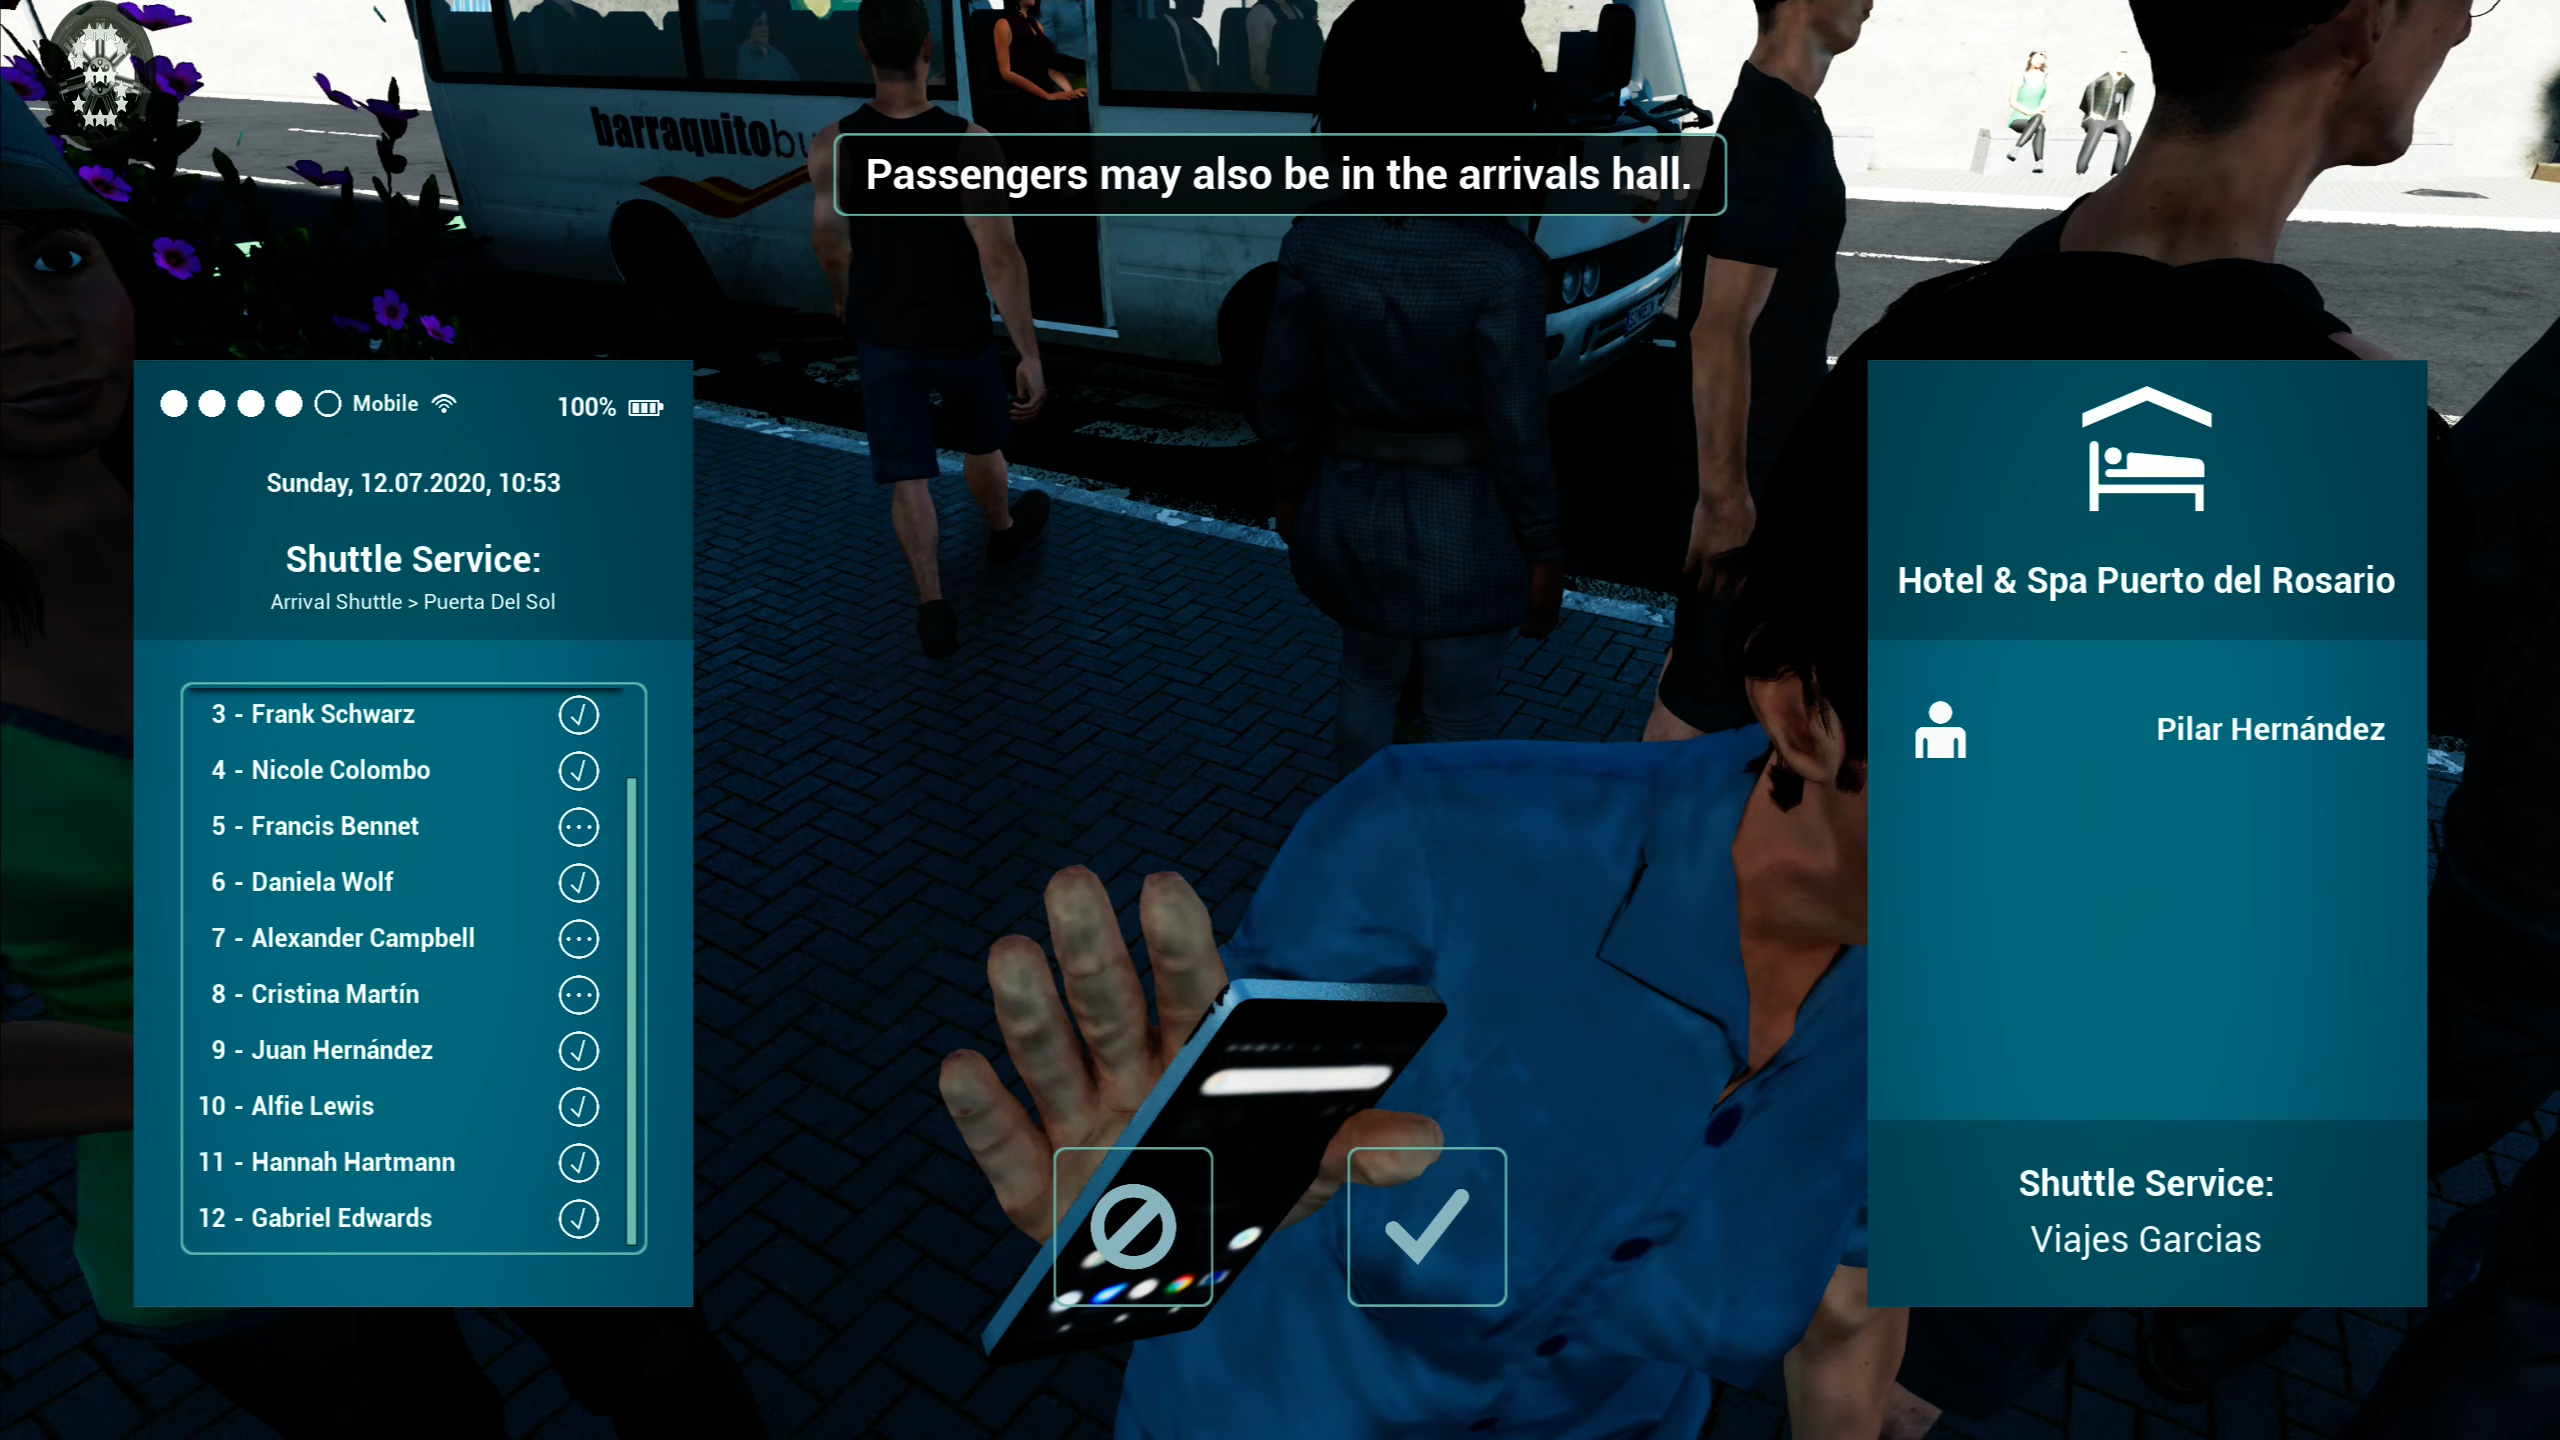 barraquito
Passengers may also be in the arrivals hall.
Mobile
100%
Sunday, 12.07.2020, 10:53
Shuttle Service:
Arrival Shuttle > Puerta Del Sol
3 - Frank Schwarz
4 - Nicole Colombo
5 - Francis Bennet
6 - Daniela Wolf
7 - Alexander Campbell
8 - Cristina Martín
9 - Juan Hernández
10 - Alfie Lewis
11 - Hannah Hartmann
12 - Gabriel Edwards
Hotel & Spa Puerto del Rosario
Pilar Hernández
Shuttle Service:
Viajes Garcias